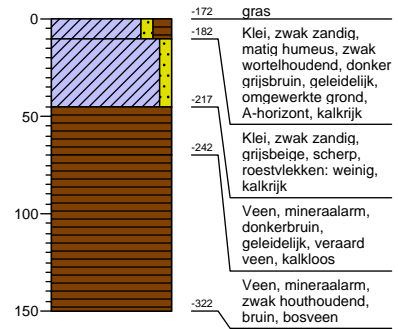 0
50
100
150
-172
gras
-182
Klei, zwak zandig,
matig humeus, zwak
wortelhoudend, donker
grijsbruin, geleidelijk,
omgewerkte grond,
A-horizont, kalkrijk
-217
Klei, zwak zandig,
grijsbeige, scherp,
roestvlekken: weinig,
kalkrijk
-242
Veen, mineraalarm,
donkerbruin,
geleidelijk, veraard
veen, kalkloos
-322
Veen, mineraalarm,
zwak houthoudend,
bruin, bosveen